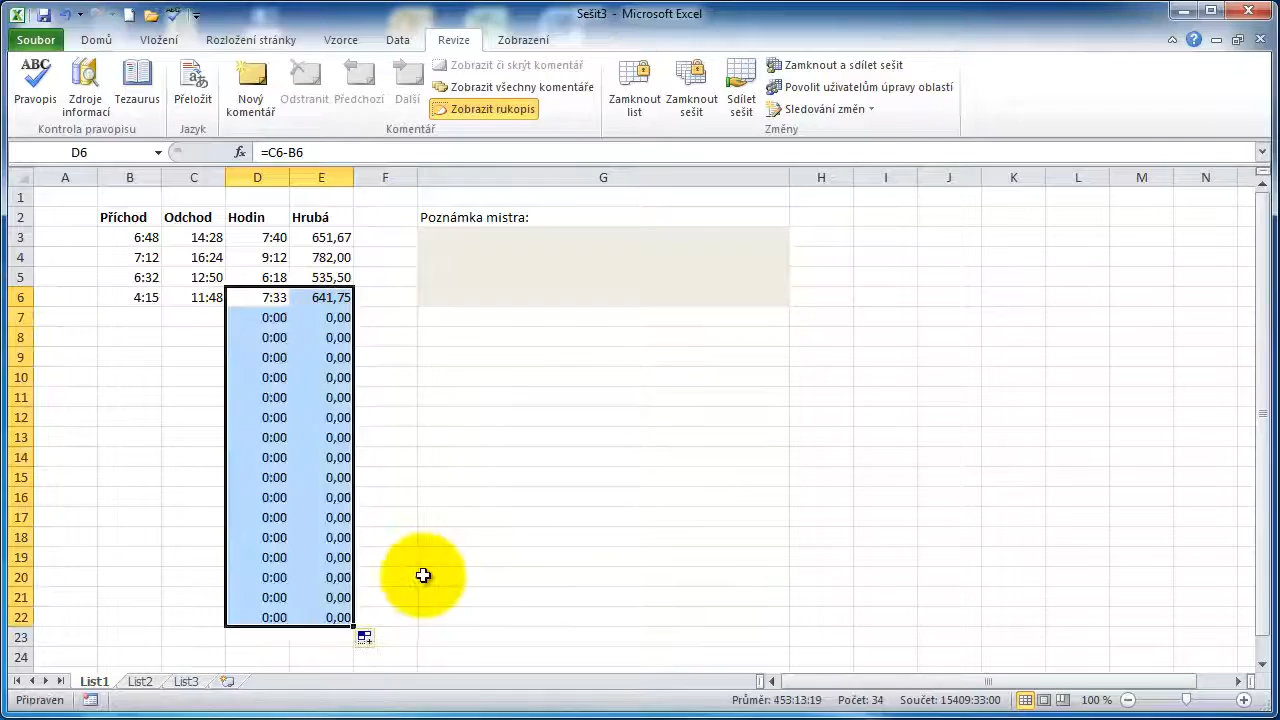 Sešit3 - Microsoft Excel
Soubor Domů Vložení Rozložení stránky Vzorce Data Revize Zobrazení
ABC
Pravopis
Zdroje informací
Tezaurus
Kontrola pravopisu
Přeložit
Jazyk
Nový komentář
Odstranit
Předchozí
Další
Zobrazit či skrýt komentář
Zobrazit všechny komentáře
Zobrazit rukopis
Komentář
Zamknout list
Zamknout sešit
Sdílet sešit
Zamknout a sdílet sešit
Povolit uživatelům úpravy oblastí
Sledování změn
Změny
D6 fx =C6-B6
A B C D E F G H I J K L M N
1
2 Příchod Odchod Hodin Hrubá Poznámka mistra:
3 6:48 14:28 7:40 651,67
4 7:12 16:24 9:12 782,00
5 6:32 12:50 6:18 535,50
6 4:15 11:48 7:33 641,75
7 0:00 0,00
8 0:00 0,00
9 0:00 0,00
10 0:00 0,00
11 0:00 0,00
12 0:00 0,00
13 0:00 0,00
14 0:00 0,00
15 0:00 0,00
16 0:00 0,00
17 0:00 0,00
18 0:00 0,00
19 0:00 0,00
20 0:00 0,00
21 0:00 0,00
22 0:00 0,00
23
24
List1 List2 List3
Připraven Průměr: 453:13:19 Počet: 34 Součet: 15409:33:00 100 %